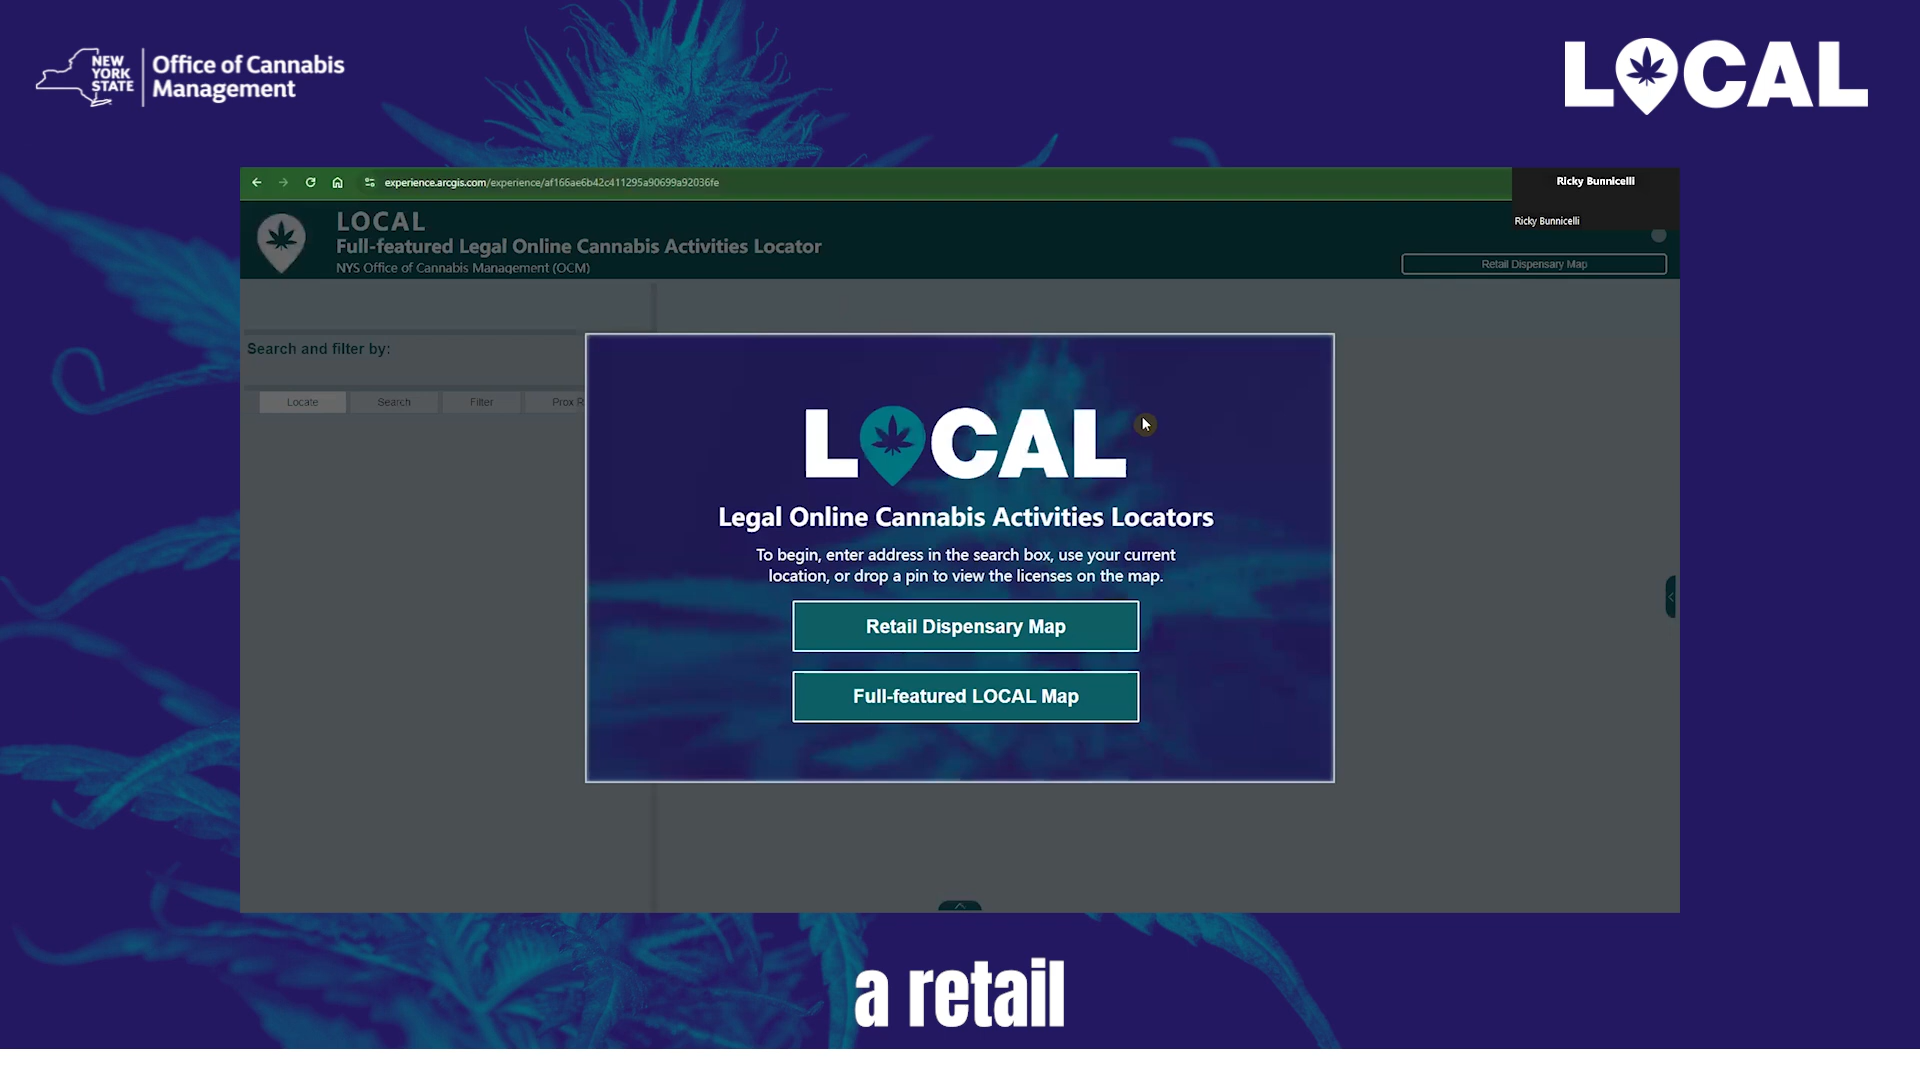 NEW
YORK
STATE
Office of Cannabis
Management
LOCAL
experience.arcgis.com/experience/af166ae6b42c411295a90699a92036fe
Ricky Bunnicelli
Ricky Bunnicelli
LOCAL
Full-featured Legal Online Cannabis Activities Locator
NYS Office of Cannabis Management (OCM)
Retail Dispensary Map
Search and filter by:
Locate Search Filter Prox R
LOCAL
Legal Online Cannabis Activities Locators
To begin, enter address in the search box, use your current
location, or drop a pin to view the licenses on the map.
Retail Dispensary Map
Full-featured LOCAL Map
a retail